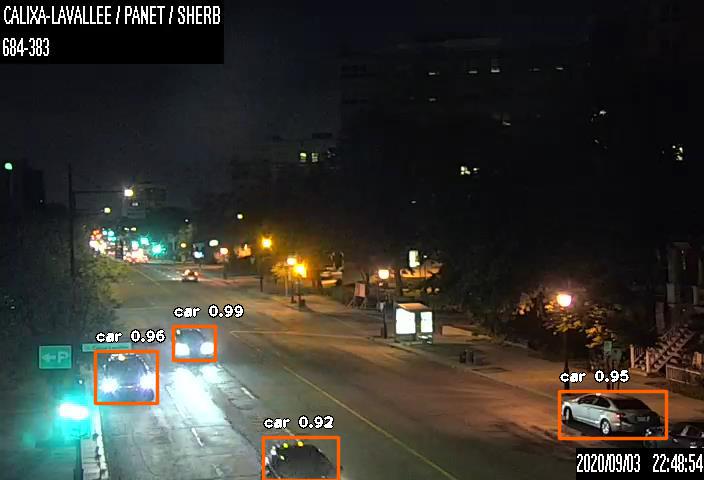 CALIXA-LAVALLEE / PANET / SHERB
684-383
car 0.99
car 0.96
car 0.95
car 0.92
←P
2020/09/03 22:48:54